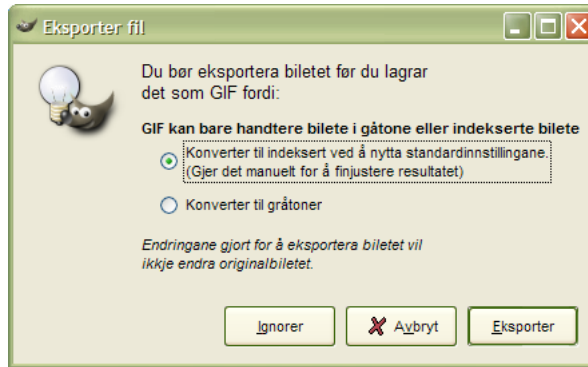 Eksporter fil
Du bør eksportera biletet før du lagrar
det som GIF fordi:
GIF kan bare handtere bilete i gåtone eller indekserte bilete
Konverter til indeksert ved å nytta standardinnstillingane.
(Gjer det manuelt for å finjustere resultatet)
Konverter til gråtoner
Endringane gjort for å eksportera biletet vil
ikkje endra originalbiletet.
Ignorer
Avbryt
Eksporter